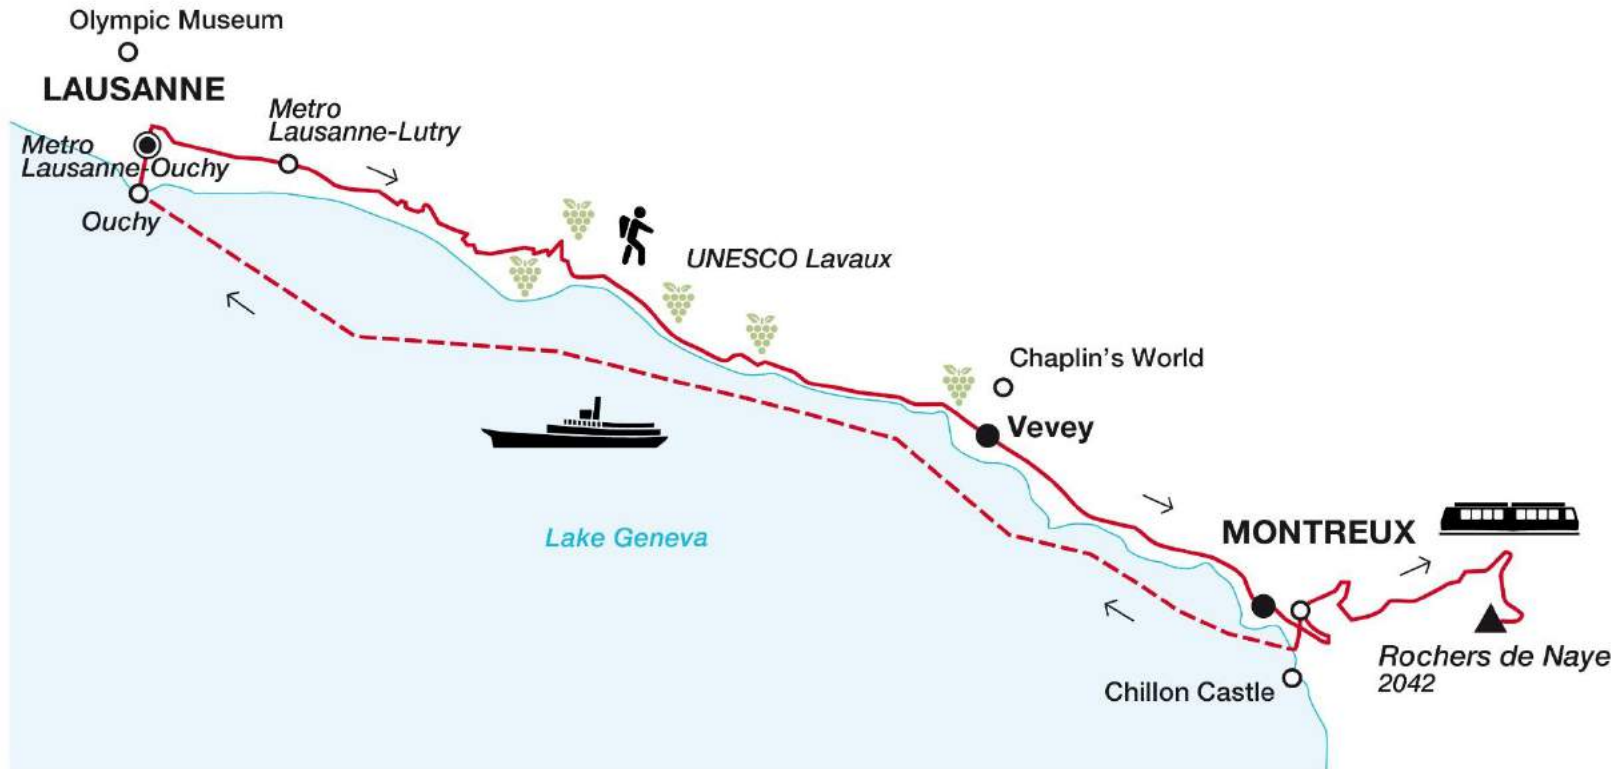 Olympic Museum
LAUSANNE
Metro
Lausanne-Lutry
Metro
Lausanne-Ouchy
Ouchy
UNESCO Lavaux
Chaplin's World
Vevey
Lake Geneva
MONTREUX
Rochers de Naye
2042
Chillon Castle